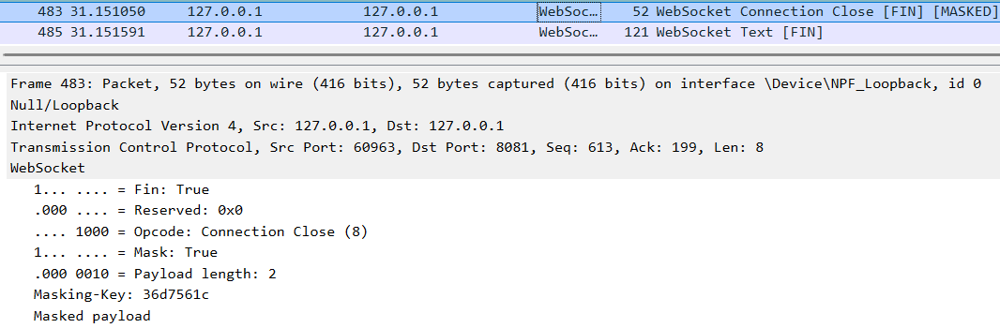 483 31.151050 127.0.0.1 127.0.0.1 WebSoc… 52 WebSocket Connection Close [FIN] [MASKED]
485 31.151591 127.0.0.1 127.0.0.1 WebSoc… 121 WebSocket Text [FIN]
Frame 483: Packet, 52 bytes on wire (416 bits), 52 bytes captured (416 bits) on interface \Device\NPF_Loopback, id 0
Null/Loopback
Internet Protocol Version 4, Src: 127.0.0.1, Dst: 127.0.0.1
Transmission Control Protocol, Src Port: 60963, Dst Port: 8081, Seq: 613, Ack: 199, Len: 8
WebSocket
1... .... = Fin: True
.000 .... = Reserved: 0x0
.... 1000 = Opcode: Connection Close (8)
1... .... = Mask: True
.000 0010 = Payload length: 2
Masking-Key: 36d7561c
Masked payload